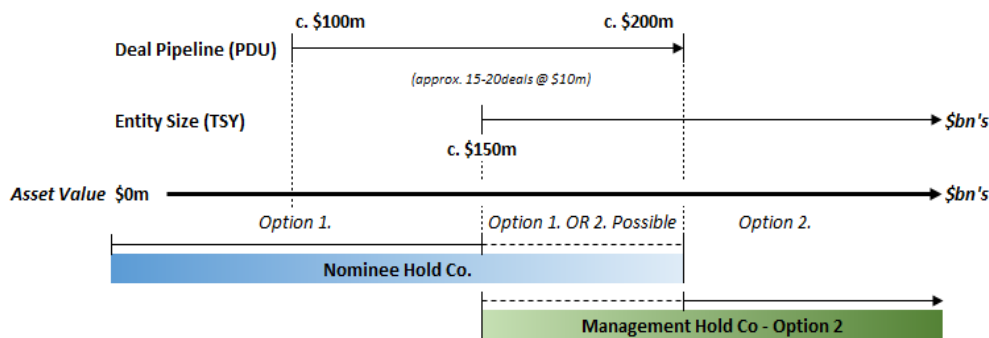 c. $100m
c. $200m
Deal Pipeline (PDU)
(approx. 15-20deals @ $10m)
Entity Size (TSY)
$bn's
c. $150m
Asset Value $0m
$bn's
Option 1.
Option 1. OR 2. Possible
Option 2.
Nominee Hold Co.
Management Hold Co - Option 2